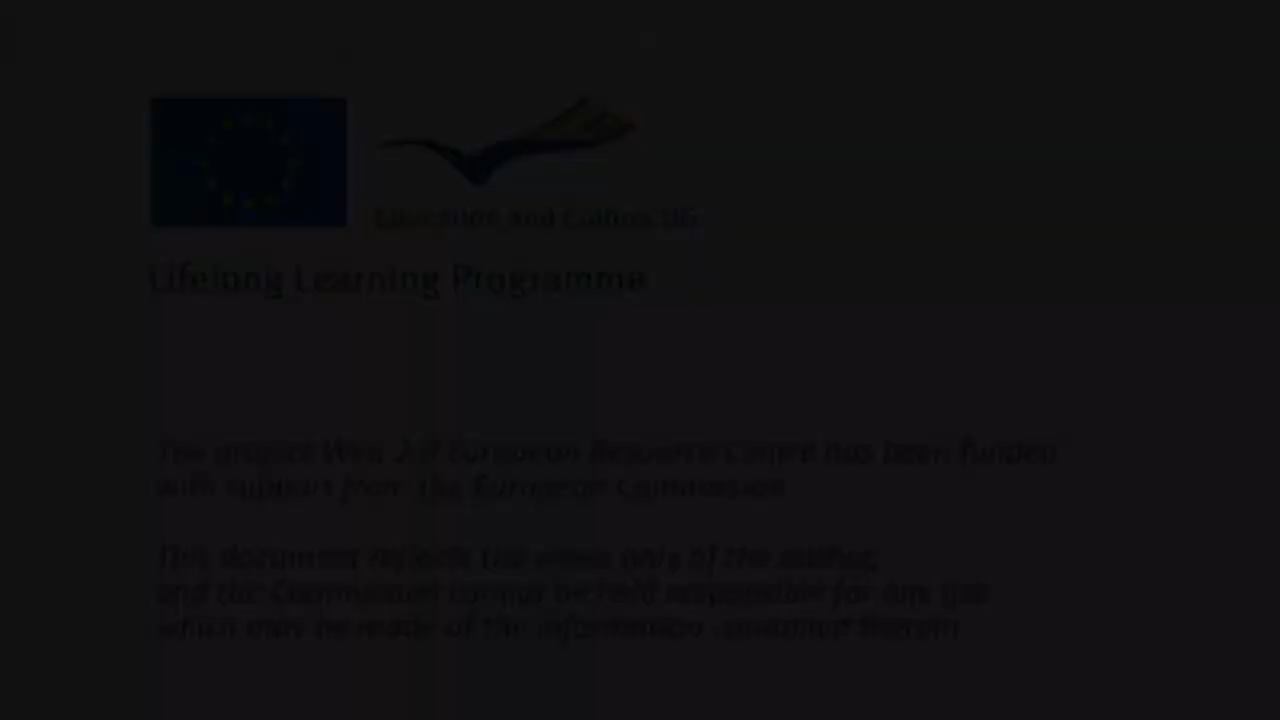 Education and Culture DG
Lifelong Learning Programme
The project Web 2.0 European Resource Centre has been funded
with support from the European Commission
This document reflects the views only of the author,
and the Commission cannot be held responsible for any use
which may be made of the information contained therein